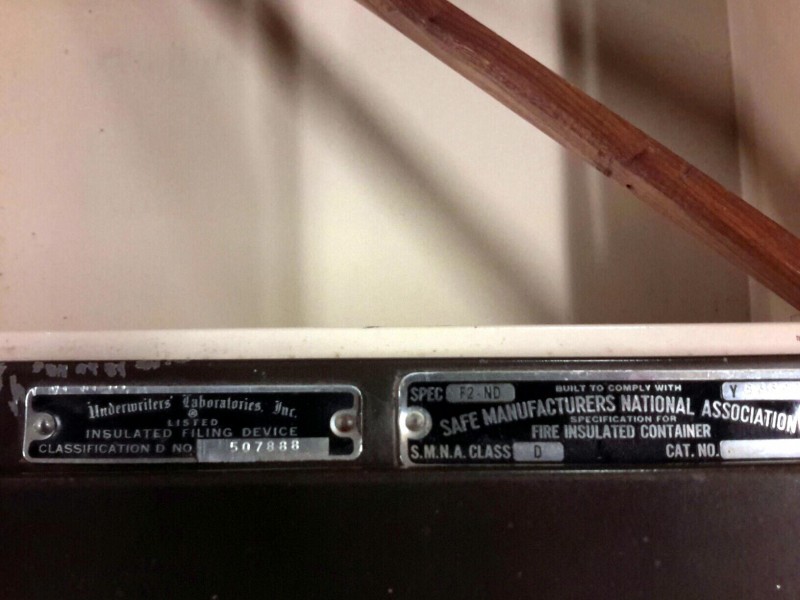 Underwriters' Laboratories, Inc.
®
LISTED
INSULATED FILING DEVICE
CLASSIFICATION D NO 507888
SPEC F2-ND BUILT TO COMPLY WITH Y
SAFE MANUFACTURERS NATIONAL ASSOCIATION
SPECIFICATION FOR
FIRE INSULATED CONTAINER
S.M.N.A. CLASS D CAT. NO.